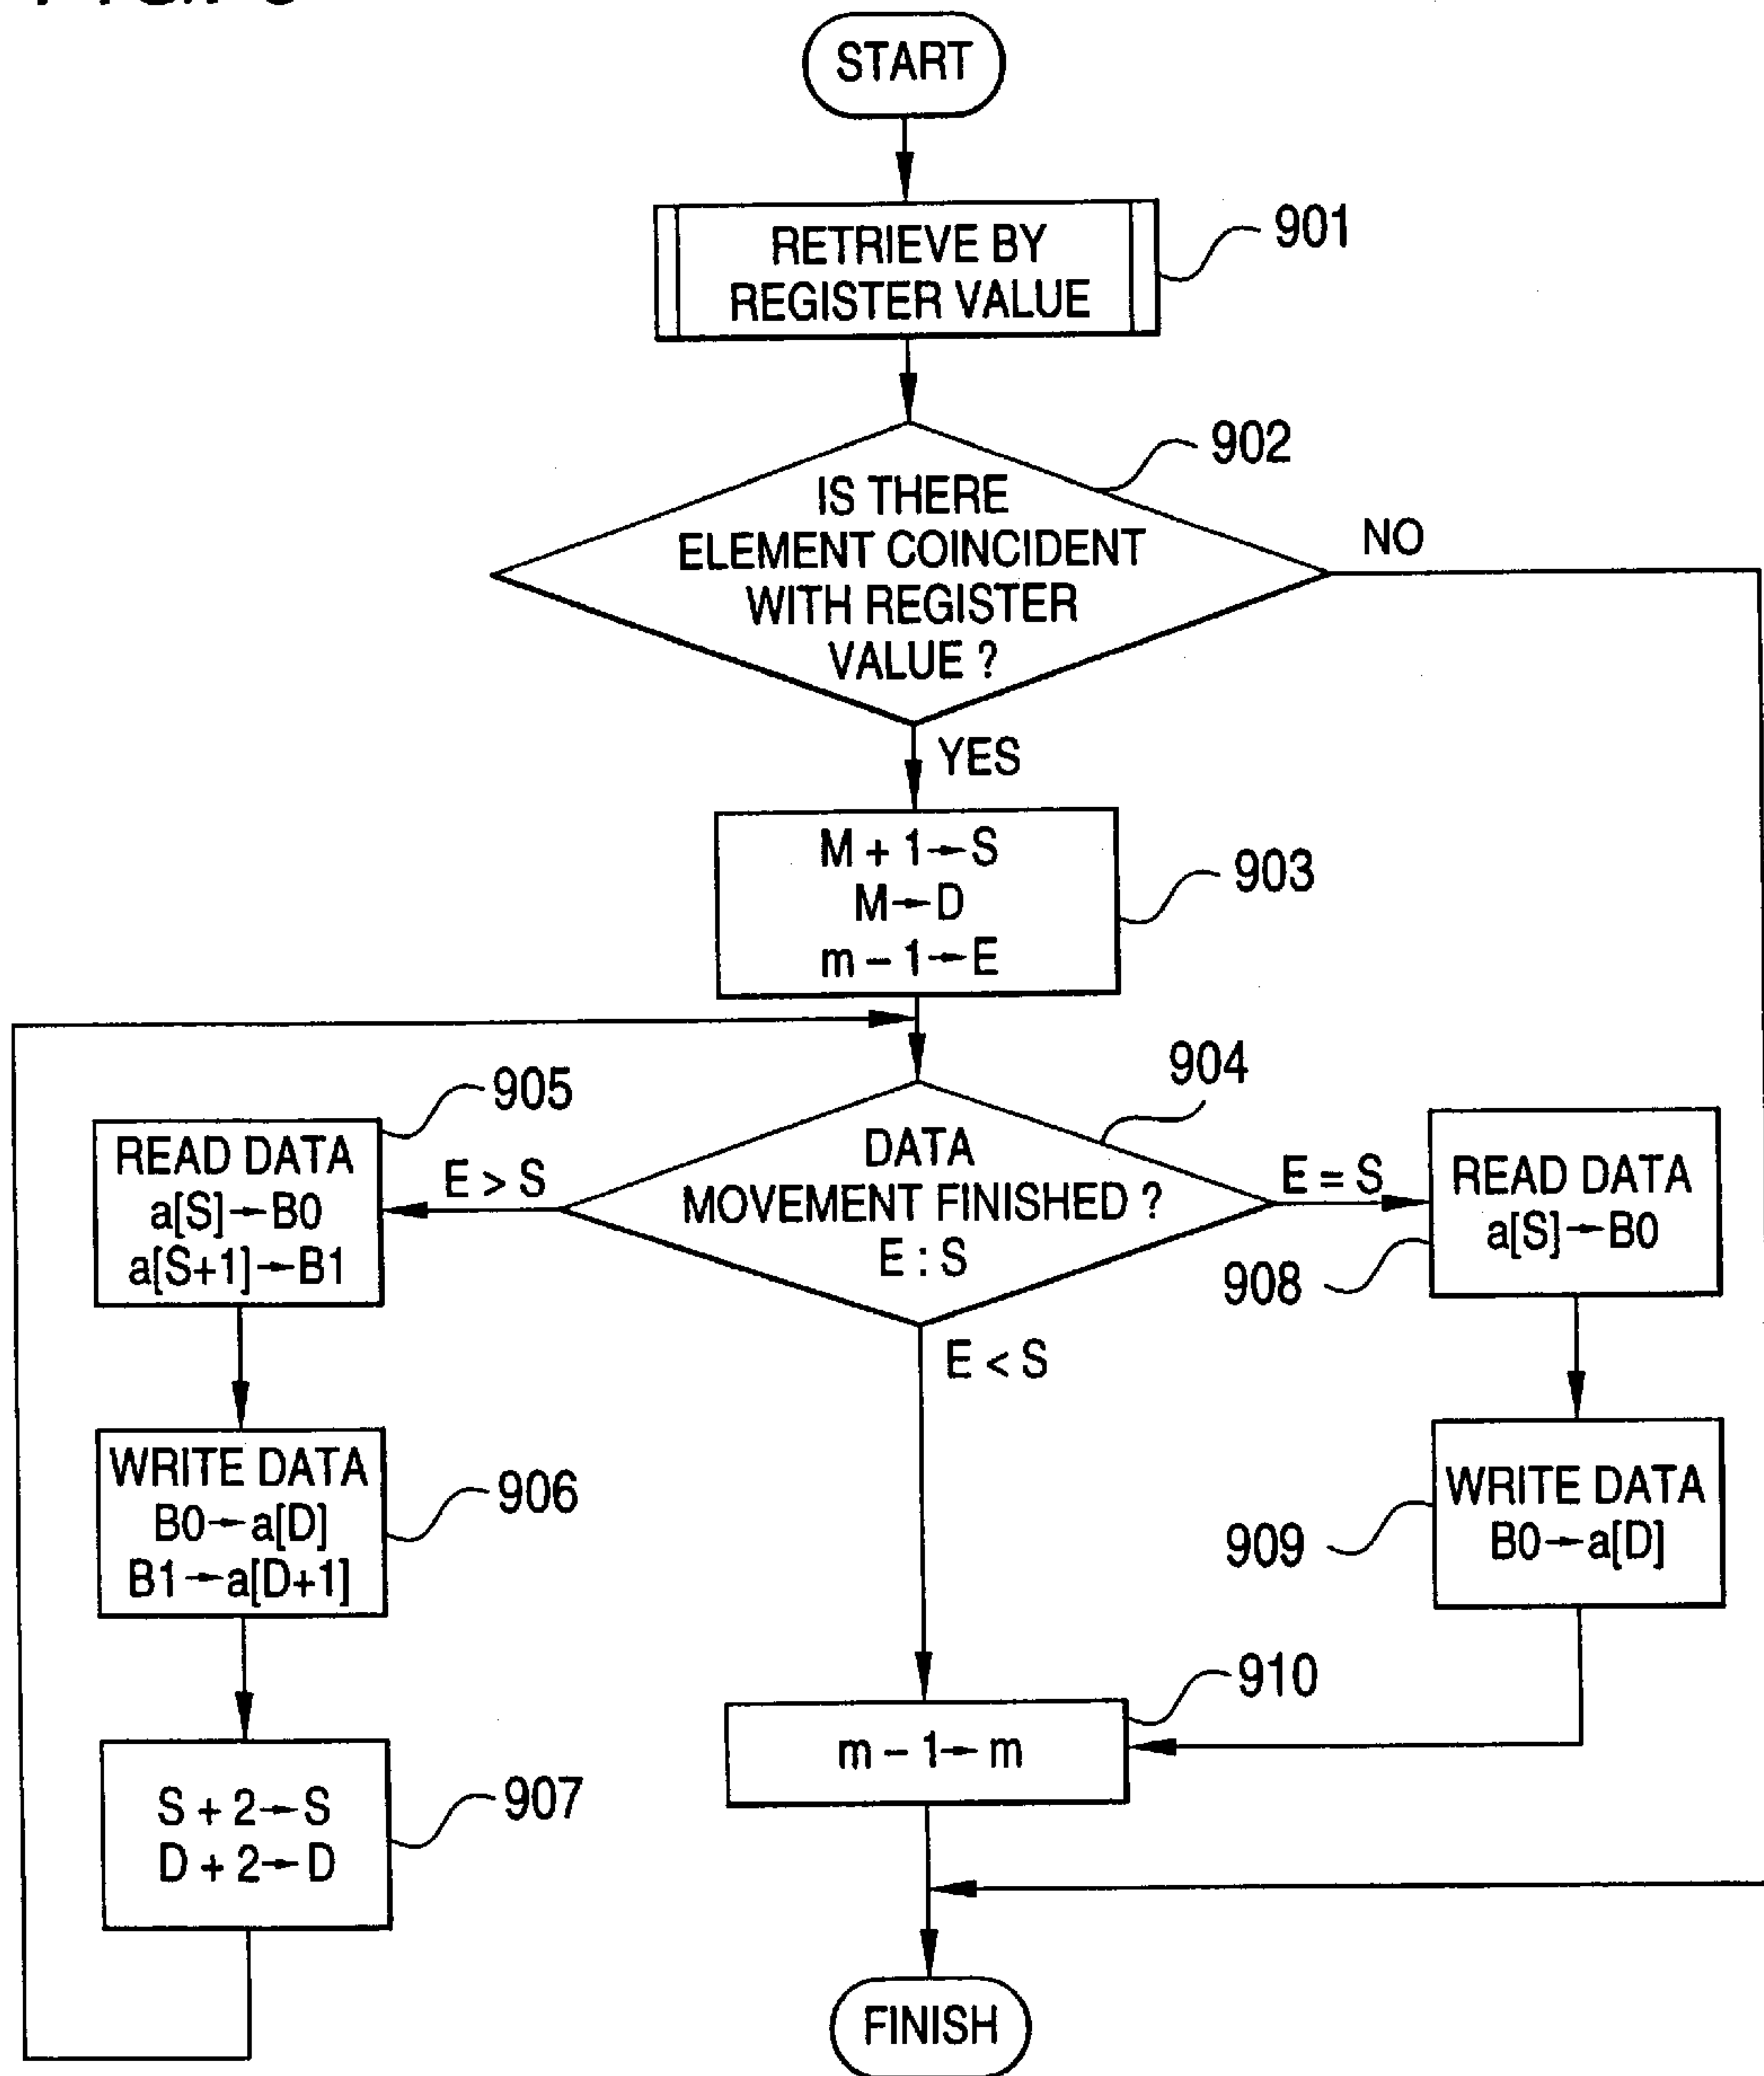 START
RETRIEVE BY
REGISTER VALUE
901
902
IS THERE
ELEMENT COINCIDENT
WITH REGISTER
VALUE ?
NO
YES
M + 1→S
M→D
m – 1→E
903
904
905
READ DATA
a[S]→B0
a[S+1]→B1
E > S
DATA
MOVEMENT FINISHED ?
E : S
E = S
READ DATA
a[S]→B0
908
E < S
WRITE DATA
B0→a[D]
B1→a[D+1]
906
WRITE DATA
B0→a[D]
909
910
m – 1→m
S + 2→S
D + 2→D
907
FINISH